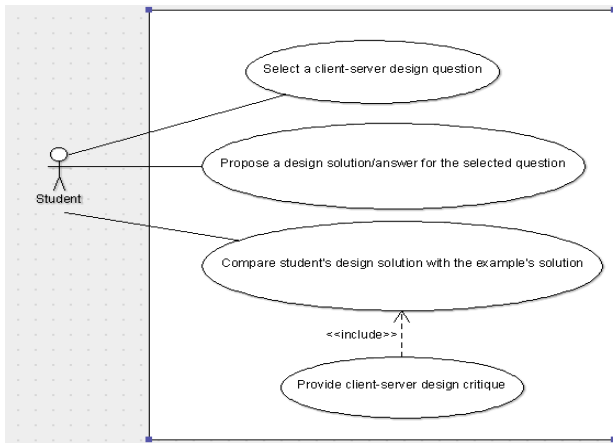 Select a client-server design question
Propose a design solution/answer for the selected question
Student
Compare student's design solution with the example's solution
<<include>>
Provide client-server design critique